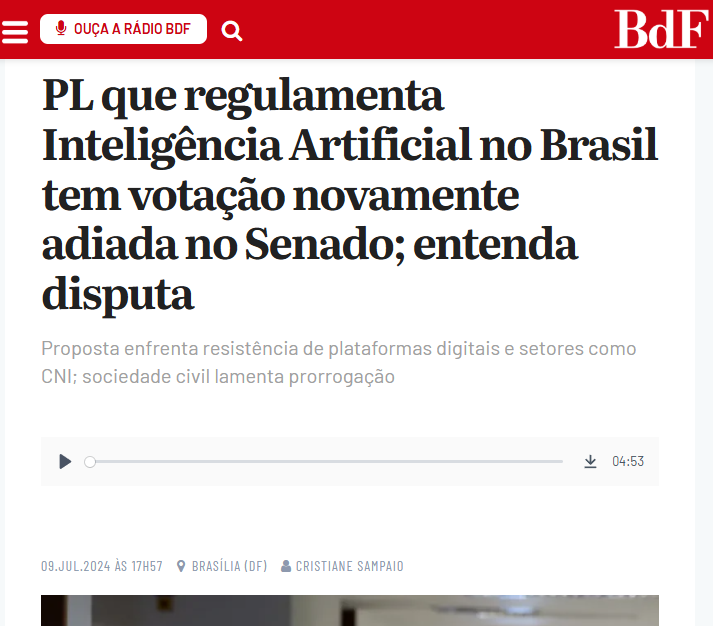 OUÇA A RÁDIO BDF
BdF
PL que regulamenta
Inteligência Artificial no Brasil
tem votação novamente
adiada no Senado; entenda
disputa
Proposta enfrenta resistência de plataformas digitais e setores como
CNI; sociedade civil lamenta prorrogação
04:53
09.JUL.2024 ÀS 17H57 BRASÍLIA (DF) CRISTIANE SAMPAIO